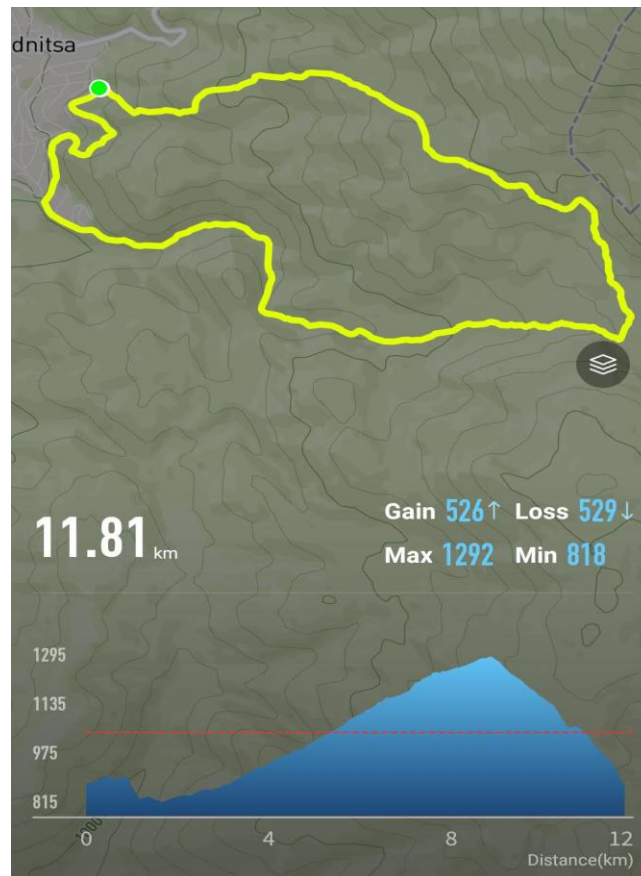 dnitsa
Gain 526↑ Loss 529↓
11.81 km
Max 1292 Min 818
1295
1135
975
815
1000
0 4 8 12
Distance(km)